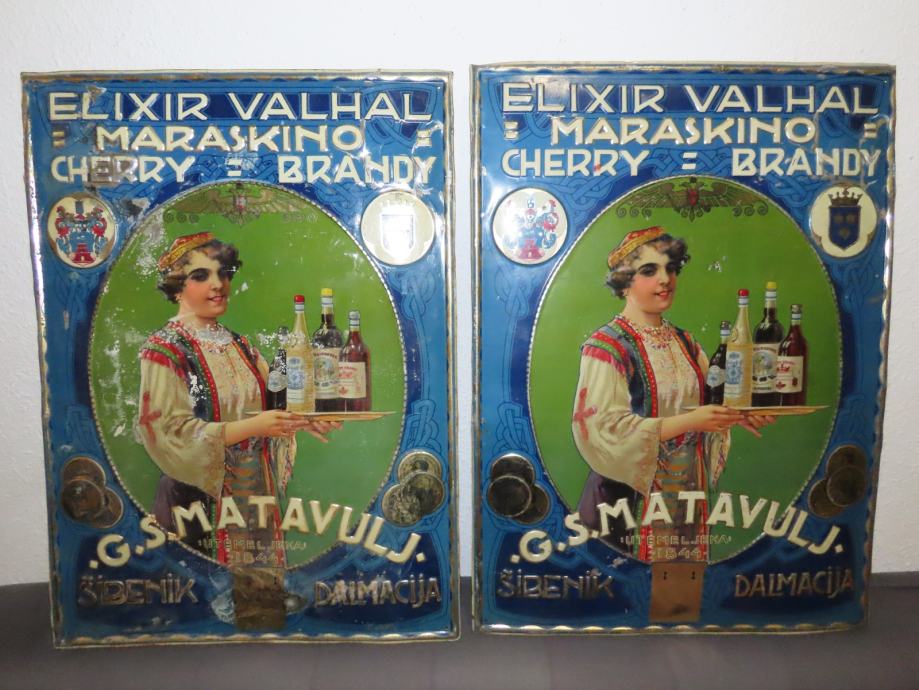 ELIXIR VALHAL
= MARASKINO =
CHERRY = BRANDY
G.S.MATAVULJ.
UTEMELJENA
1844
ŠIBENIK DALMACIJA
ELIXIR VALHAL
= MARASKINO =
CHERRY = BRANDY
.G.S.MATAVULJ.
UTEMELJENA
1844
ŠIBENIK DALMACIJA